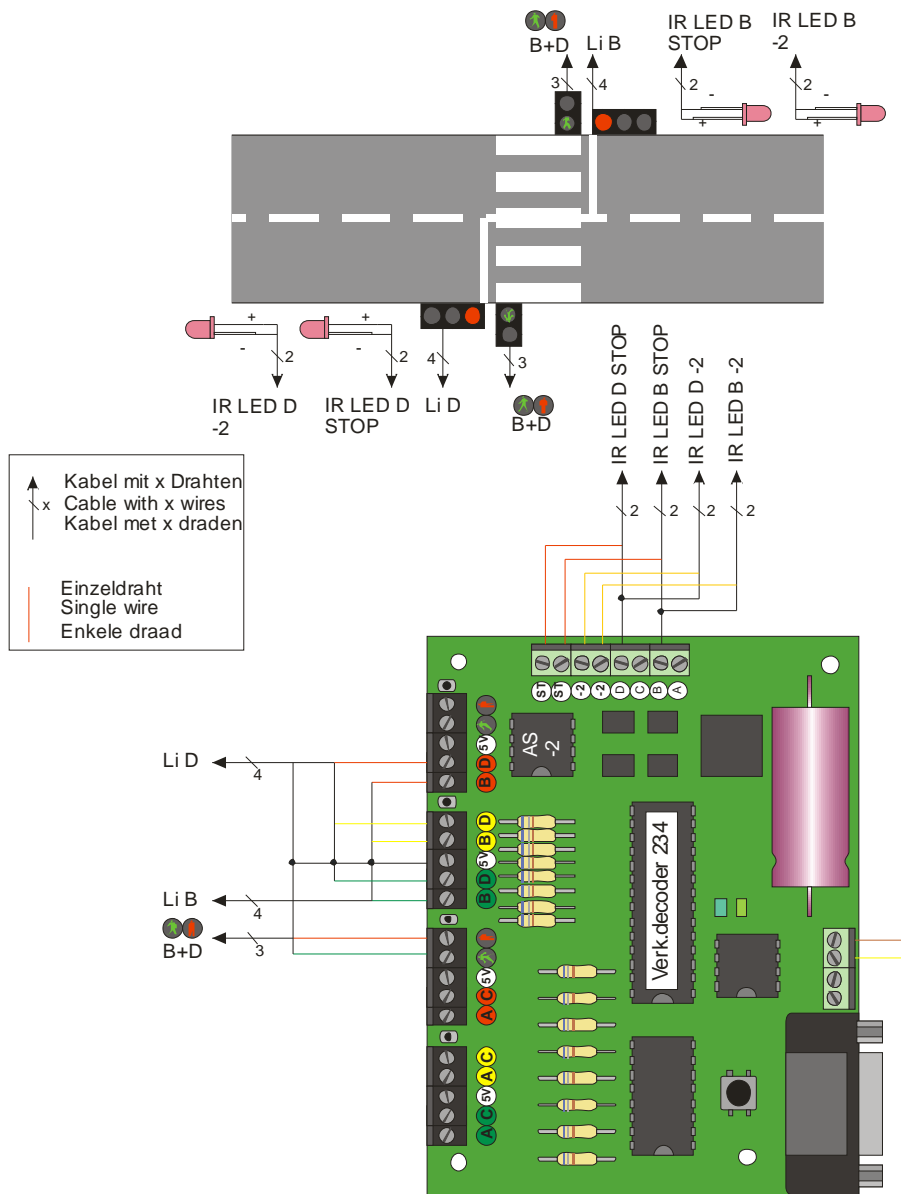 IR LED B
STOP
IR LED B
-2
B+D
Li B
3
4
2
2
-
+
-
+
+
-
2
+
-
2
4
3
IR LED D
-2
IR LED D
STOP
Li D
B+D
IR LED D STOP
IR LED B STOP
IR LED D -2
IR LED B -2
2
2
2
2
x
Kabel mit x Drahten
Cable with x wires
Kabel met x draden
Einzeldraht
Single wire
Enkele draad
ST
ST
-2
-2
D
C
B
A
AS
-2
5V
D
B
D
B
5V
D
B
5V
C
A
C
A
5V
C
A
Li D
4
Li B
4
B+D
3
Verk.decoder 234